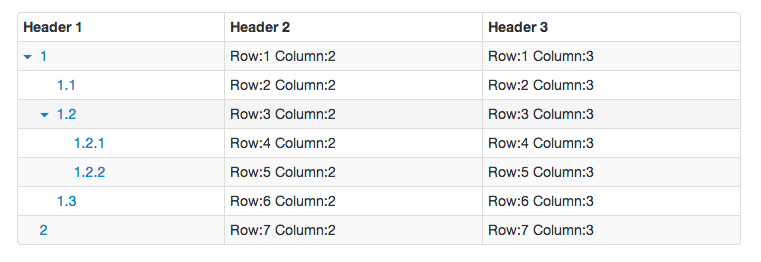 Header 1 Header 2 Header 3
1 Row:1 Column:2 Row:1 Column:3
1.1 Row:2 Column:2 Row:2 Column:3
1.2 Row:3 Column:2 Row:3 Column:3
1.2.1 Row:4 Column:2 Row:4 Column:3
1.2.2 Row:5 Column:2 Row:5 Column:3
1.3 Row:6 Column:2 Row:6 Column:3
2 Row:7 Column:2 Row:7 Column:3